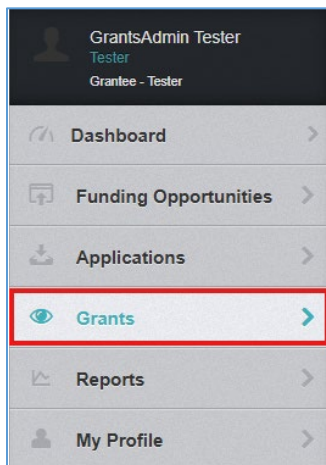 GrantsAdmin Tester
Tester
Grantee - Tester
Dashboard
Funding Opportunities
Applications
Grants
Reports
My Profile